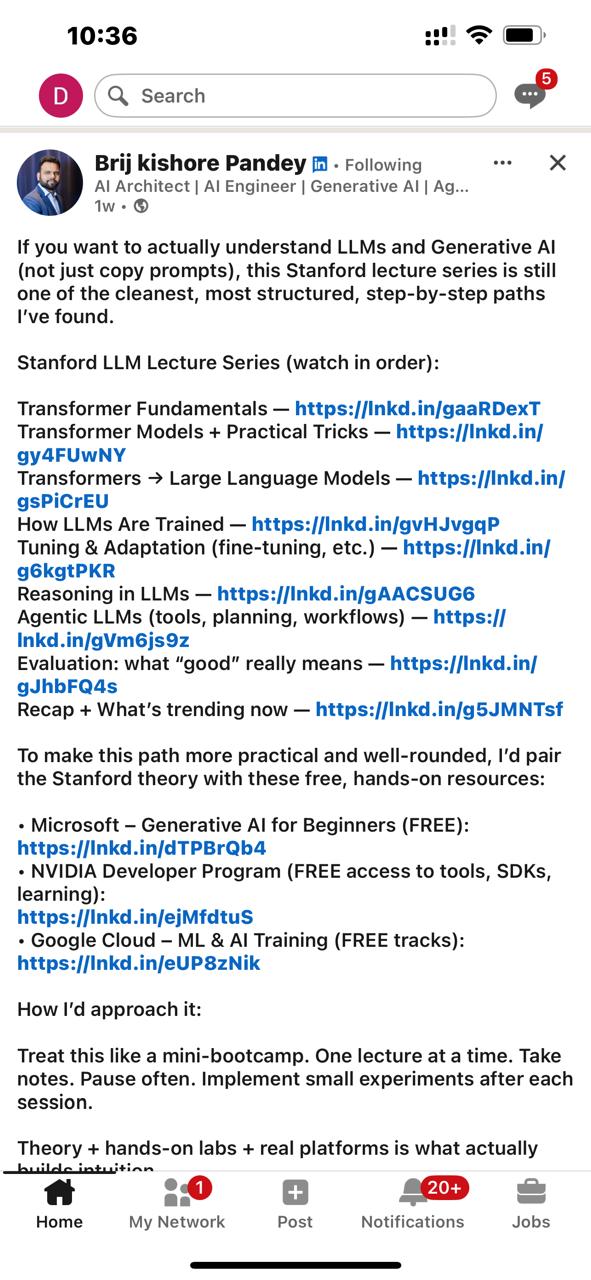 10:36
D
Search
5
Brij kishore Pandey in • Following
AI Architect | AI Engineer | Generative AI | Ag...
1w •
If you want to actually understand LLMs and Generative AI
(not just copy prompts), this Stanford lecture series is still
one of the cleanest, most structured, step-by-step paths
I’ve found.
Stanford LLM Lecture Series (watch in order):
Transformer Fundamentals — https://lnkd.in/gaaRDexT
Transformer Models + Practical Tricks — https://lnkd.in/
gy4FUwNY
Transformers → Large Language Models — https://lnkd.in/
gsPiCrEU
How LLMs Are Trained — https://lnkd.in/gvHJvgqP
Tuning & Adaptation (fine-tuning, etc.) — https://lnkd.in/
g6kgtPKR
Reasoning in LLMs — https://lnkd.in/gAACSUG6
Agentic LLMs (tools, planning, workflows) — https://
lnkd.in/gVm6js9z
Evaluation: what “good” really means — https://lnkd.in/
gJhbFQ4s
Recap + What’s trending now — https://lnkd.in/g5JMNTsf
To make this path more practical and well-rounded, I’d pair
the Stanford theory with these free, hands-on resources:
• Microsoft – Generative AI for Beginners (FREE):
https://lnkd.in/dTPBrQb4
• NVIDIA Developer Program (FREE access to tools, SDKs,
learning):
https://lnkd.in/ejMfdtuS
• Google Cloud – ML & AI Training (FREE tracks):
https://lnkd.in/eUP8zNik
How I’d approach it:
Treat this like a mini-bootcamp. One lecture at a time. Take
notes. Pause often. Implement small experiments after each
session.
Theory + hands-on labs + real platforms is what actually
builds intuition.
1
20+
Home My Network Post Notifications Jobs